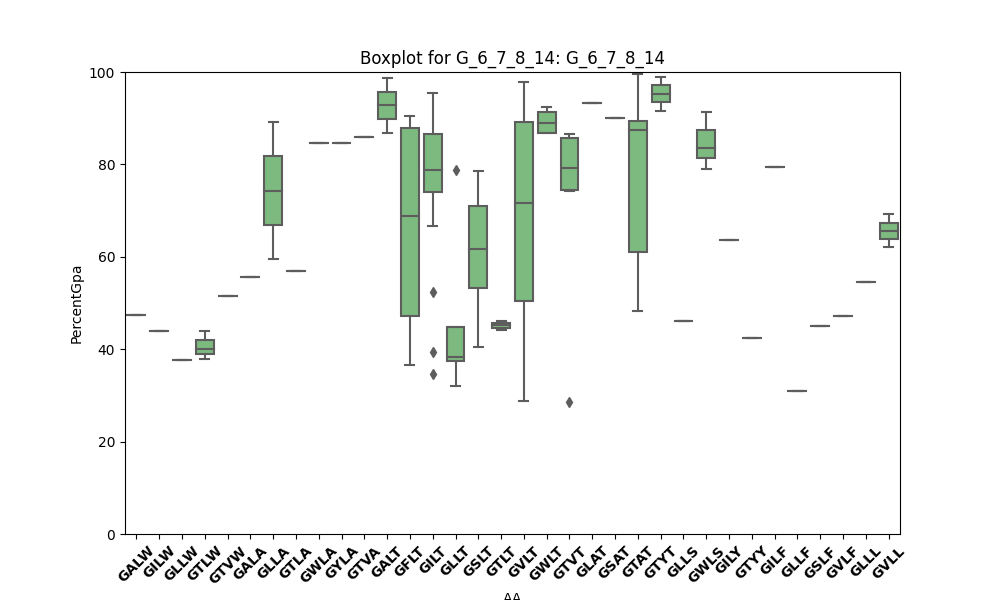 Boxplot for G_6_7_8_14: G_6_7_8_14
100
80
60
40
20
0
PercentGpa
GALW GILW GLLW GTLW GTVW GALA GLLA GTLA GWLA GYLA GTVA GALT GFLT GILT GLLT GSLT GTLT GVLT GWLT GTVT GLAT GSAT GTAT GTYT GLLS GWLS GILY GTYY GILF GLLF GSLF GVLF GLLL GVLL
AA